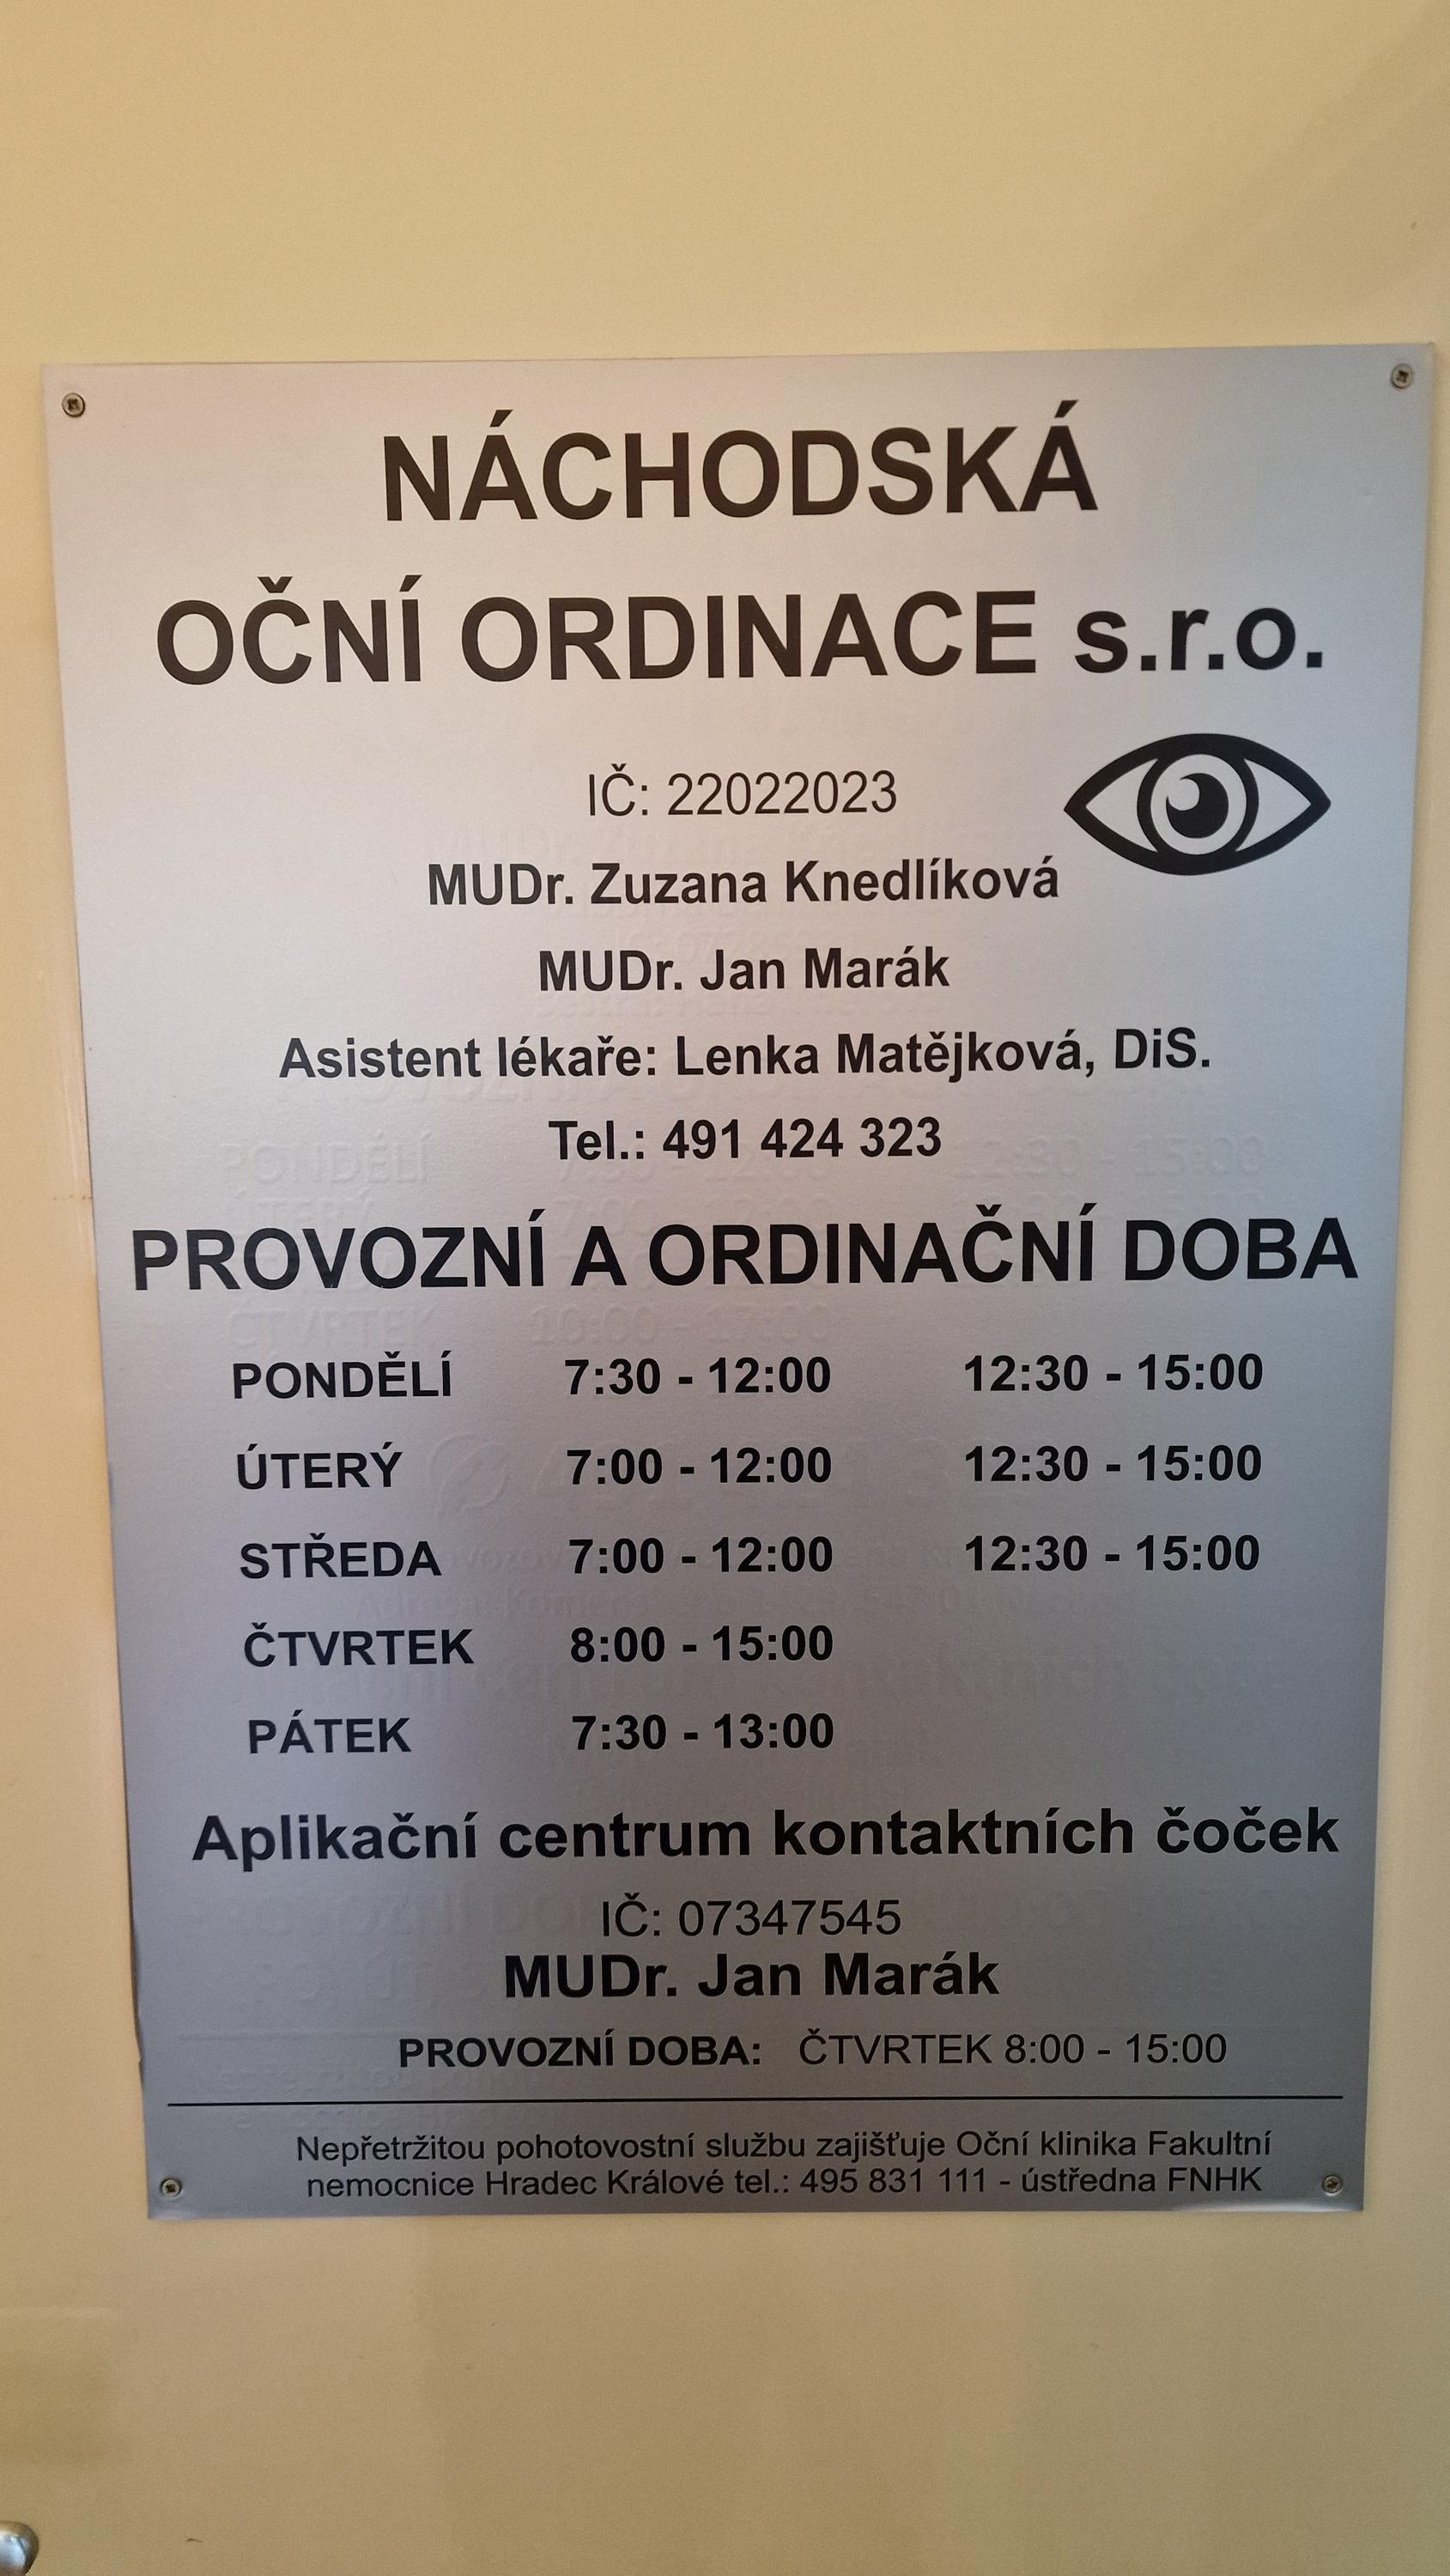 NÁCHODSKÁ
OČNÍ ORDINACE s.r.o.
IČ: 22022023
MUDr. Zuzana Knedlíková
MUDr. Jan Marák
Asistent lékaře: Lenka Matějková, DiS.
Tel.: 491 424 323
PROVOZNÍ A ORDINAČNÍ DOBA
PONDĚLÍ 7:30 - 12:00 12:30 - 15:00
ÚTERÝ 7:00 - 12:00 12:30 - 15:00
STŘEDA 7:00 - 12:00 12:30 - 15:00
ČTVRTEK 8:00 - 15:00
PÁTEK 7:30 - 13:00
Aplikační centrum kontaktních čoček
IČ: 07347545
MUDr. Jan Marák
PROVOZNÍ DOBA: ČTVRTEK 8:00 - 15:00
Nepřetržitou pohotovostní službu zajišťuje Oční klinika Fakultní
nemocnice Hradec Králové tel.: 495 831 111 - ústředna FNHK